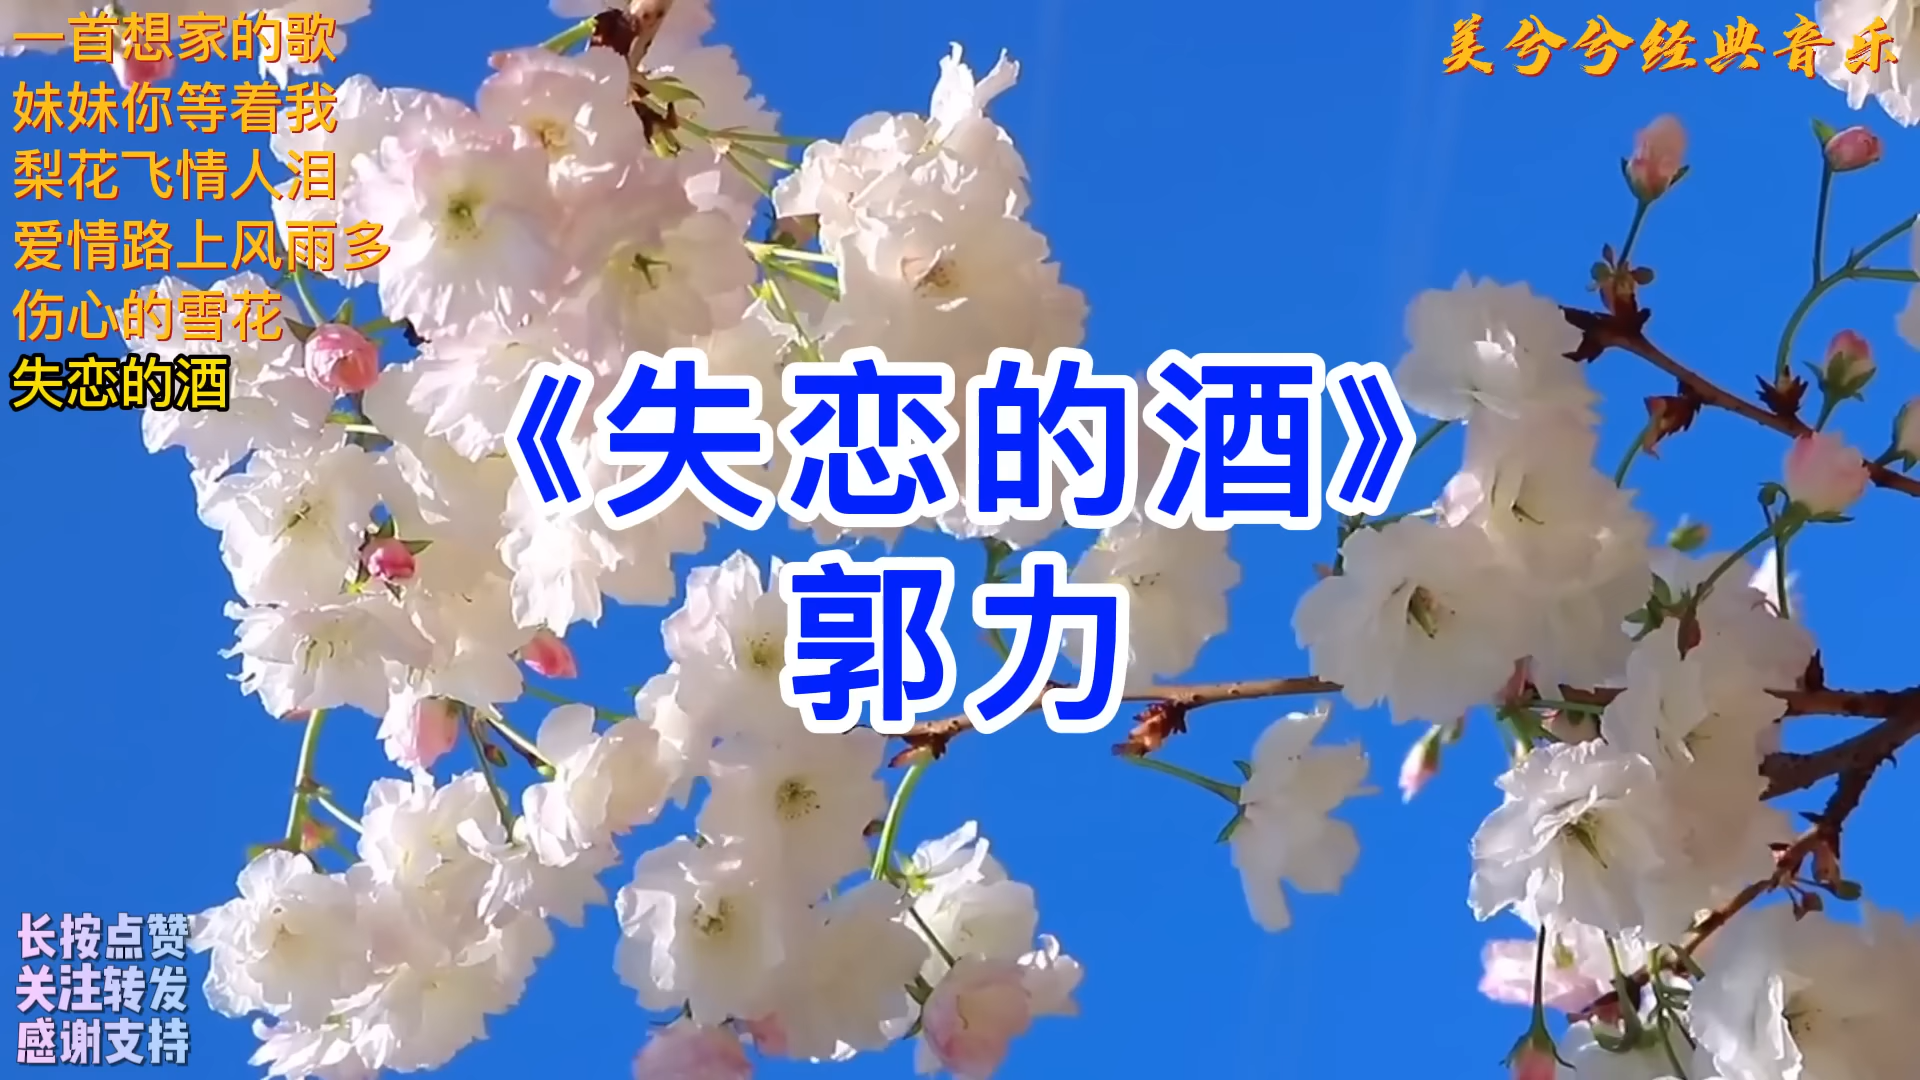 一首想家的歌
妹妹你等着我
梨花飞情人泪
爱情路上风雨多
伤心的雪花
失恋的酒
美兮兮经典音乐
《失恋的酒》
郭力
长按点赞
关注转发
感谢支持